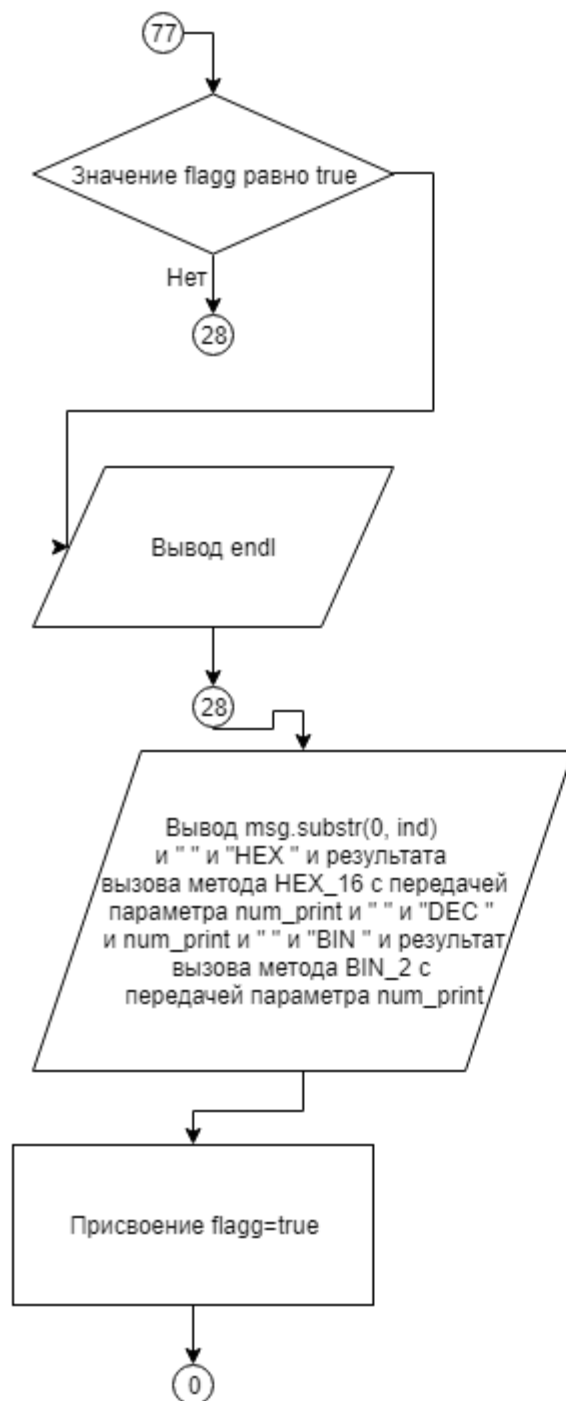 77
Значение flagg равно true
Нет
28
Вывод endl
28
Вывод msg.substr(0, ind)
и " " и "HEX " и результата
вызова метода HEX_16 с передачей
параметра num_print и " " и "DEC "
и num_print и " " и "BIN " и результат
вызова метода BIN_2 с
передачей параметра num_print
Присвоение flagg=true
0